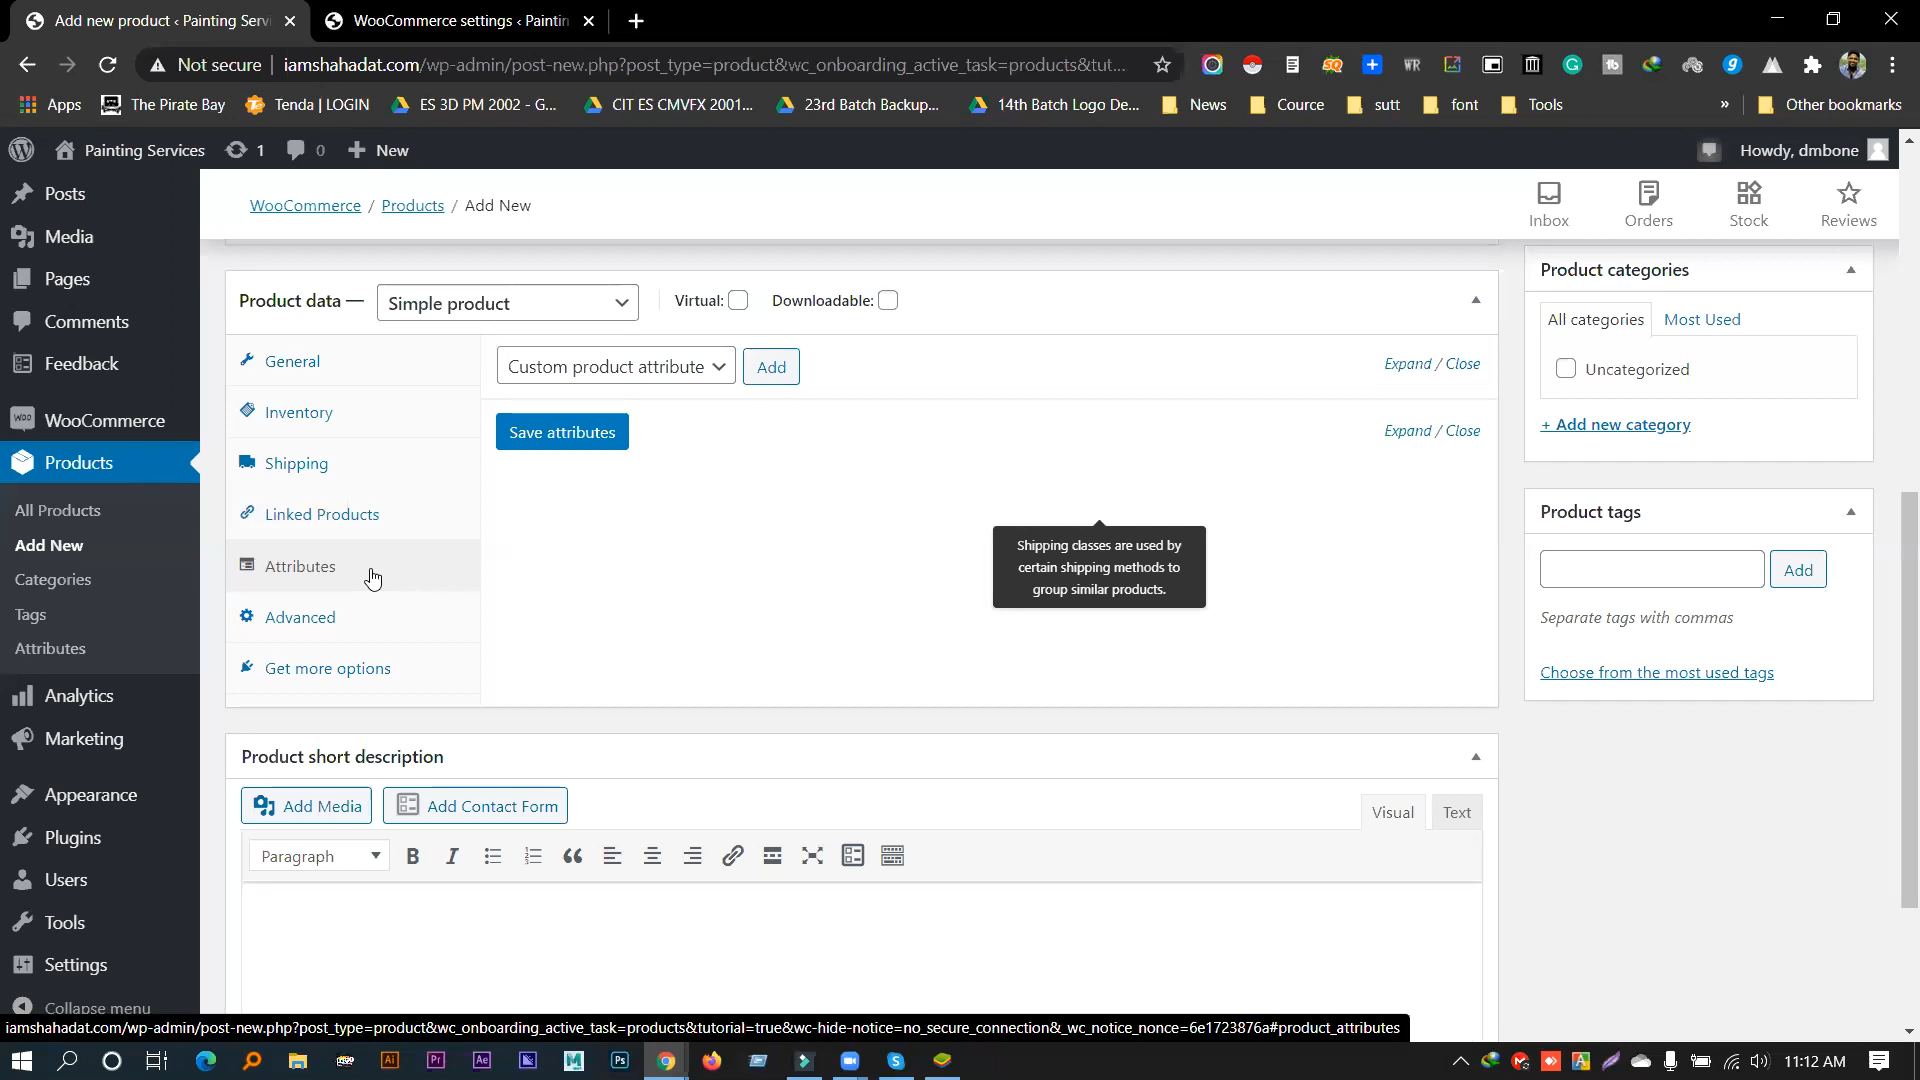 Add new product ‹ Painting Servi
WooCommerce settings ‹ Paintin
Not secure
iamshahadat.com/wp-admin/post-new.php?post_type=product&wc_onboarding_active_task=products&tut...
Apps
The Pirate Bay
Tenda | LOGIN
ES 3D PM 2002 - G...
CIT ES CMVFX 2001...
23rd Batch Backup...
14th Batch Logo De...
News
Cource
sutt
font
Tools
»
Other bookmarks
Painting Services
1
0
New
Howdy, dmbone
Posts
Media
Pages
Comments
Feedback
WooCommerce
Products
All Products
Add New
Categories
Tags
Attributes
Analytics
Marketing
Appearance
Plugins
Users
Tools
Settings
Collapse menu
WooCommerce / Products / Add New
Inbox
Orders
Stock
Reviews
Product data —
Simple product
Virtual:
Downloadable:
General
Inventory
Shipping
Linked Products
Attributes
Advanced
Get more options
Custom product attribute
Add
Expand / Close
Save attributes
Expand / Close
Shipping classes are used by
certain shipping methods to
group similar products.
Product short description
Add Media
Add Contact Form
Visual
Text
Paragraph
Product categories
All categories
Most Used
Uncategorized
+ Add new category
Product tags
Add
Separate tags with commas
Choose from the most used tags
iamshahadat.com/wp-admin/post-new.php?post_type=product&wc_onboarding_active_task=products&tutorial=true&wc-hide-notice=no_secure_connection&_wc_notice_nonce=6e1723876a#product_attributes
11:12 AM